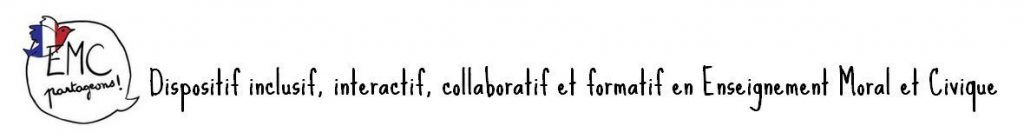 EMC
partageons!
Dispositif inclusif, interactif, collaboratif et formatif en Enseignement Moral et Civique